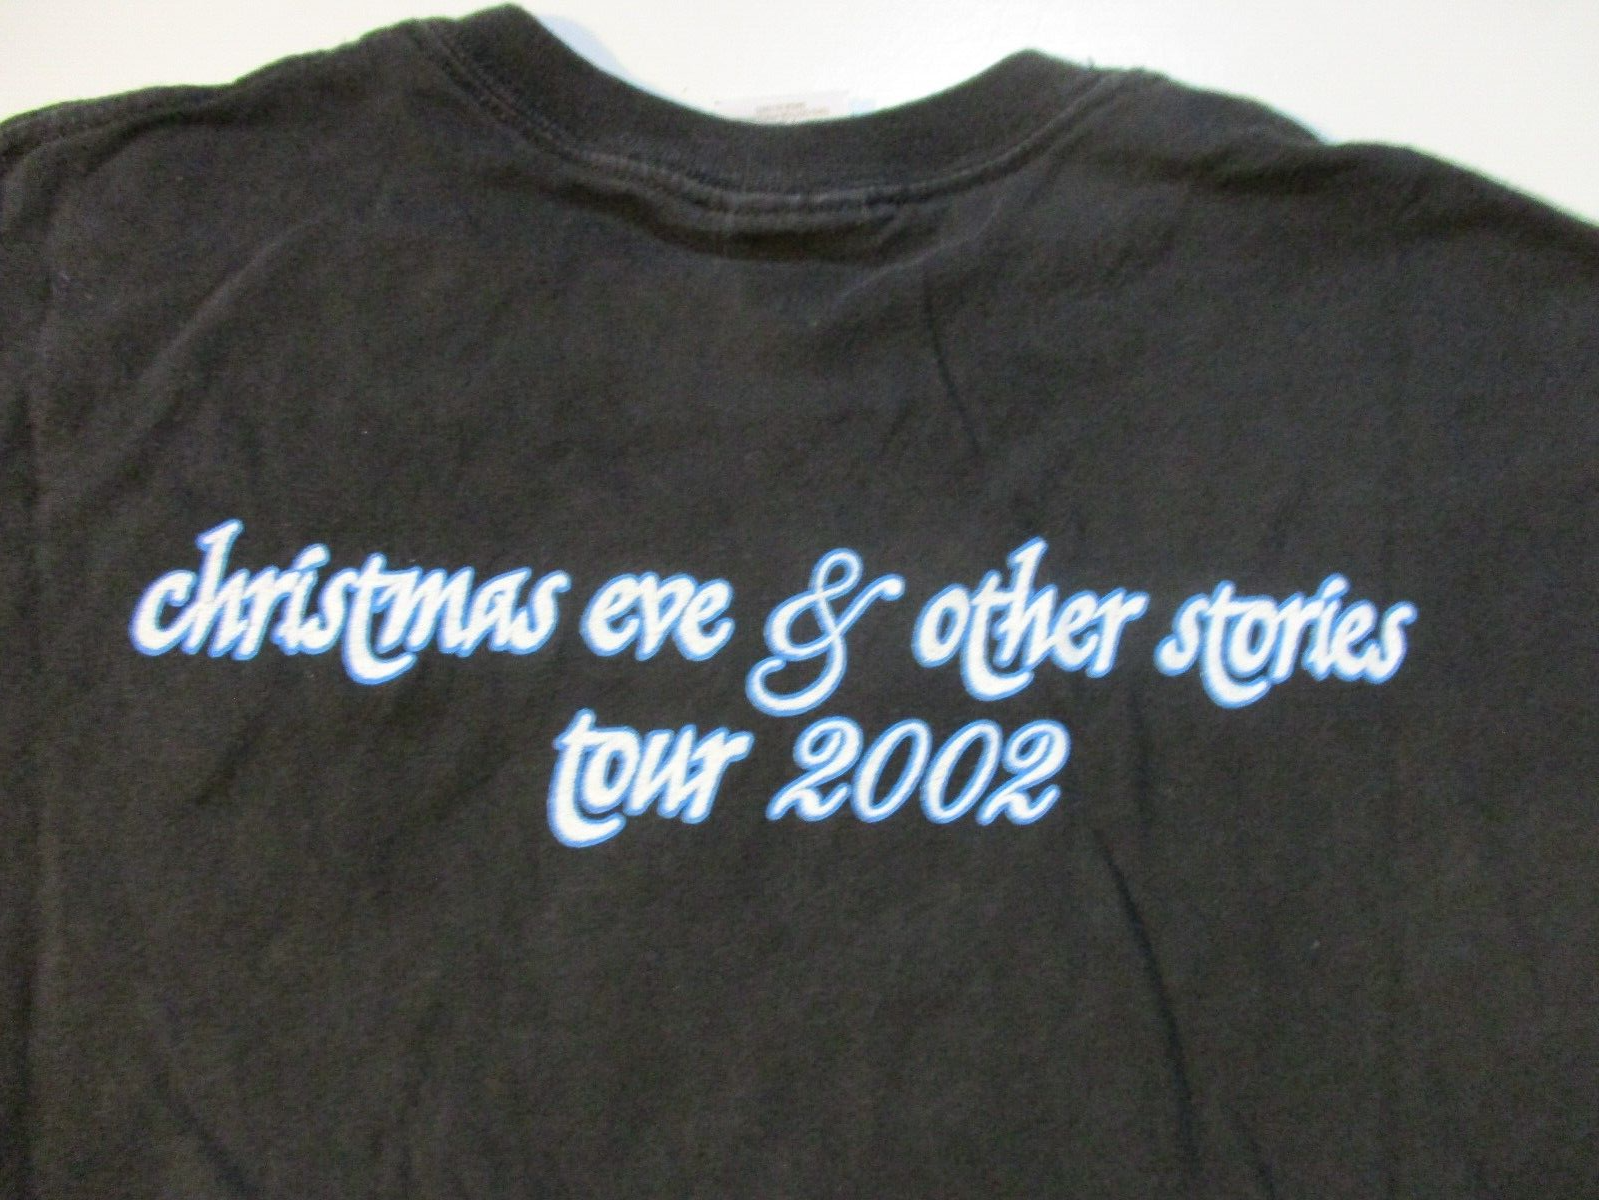 christmas eve & other stories
tour 2002